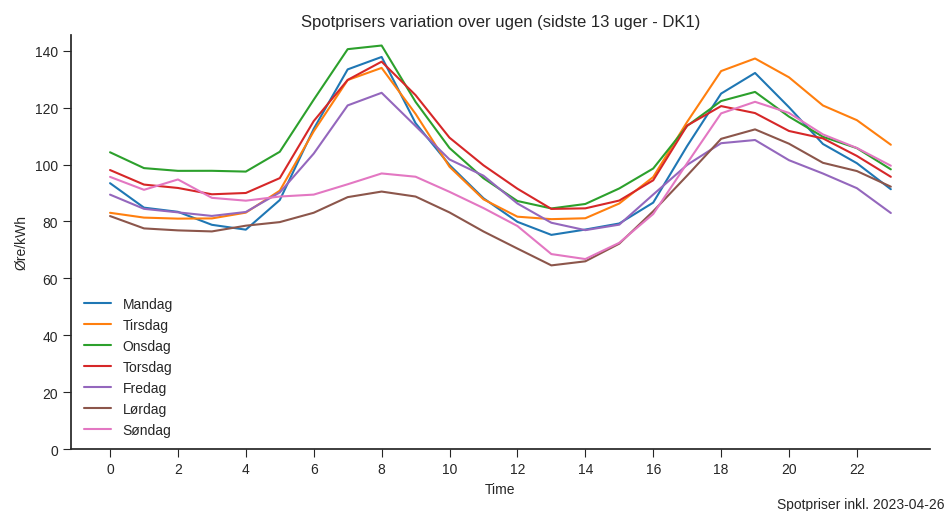 Spotprisers variation over ugen (sidste 13 uger - DK1)
140
120
100
80
60
40
20
0
Øre/kWh
Mandag
Tirsdag
Onsdag
Torsdag
Fredag
Lørdag
Søndag
0 2 4 6 8 10 12 14 16 18 20 22
Time
Spotpriser inkl. 2023-04-26